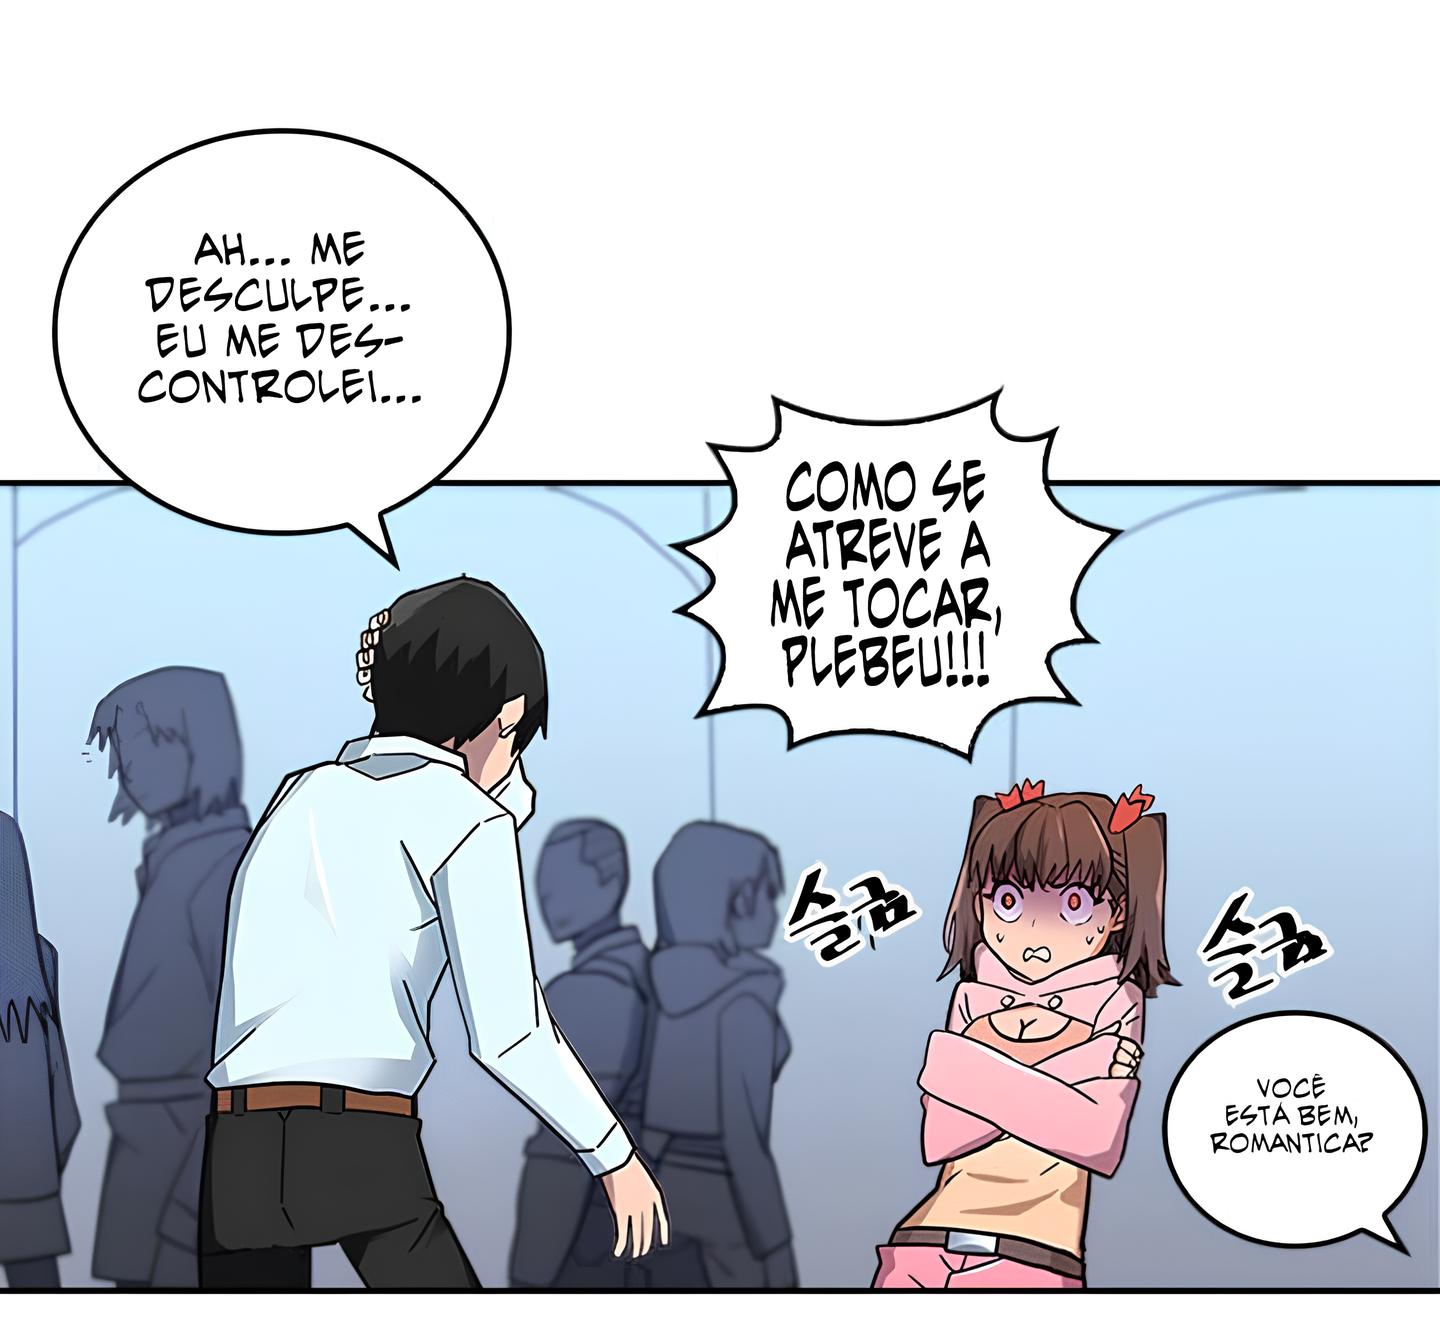 AH... ME
DESCULPE...
EU ME DES-
CONTROLEI...
COMO SE
ATREVE A
ME TOCAR,
PLEBEU!!!
슬금
슬금
VOCÊ
ESTÁ BEM,
ROMANTICA?